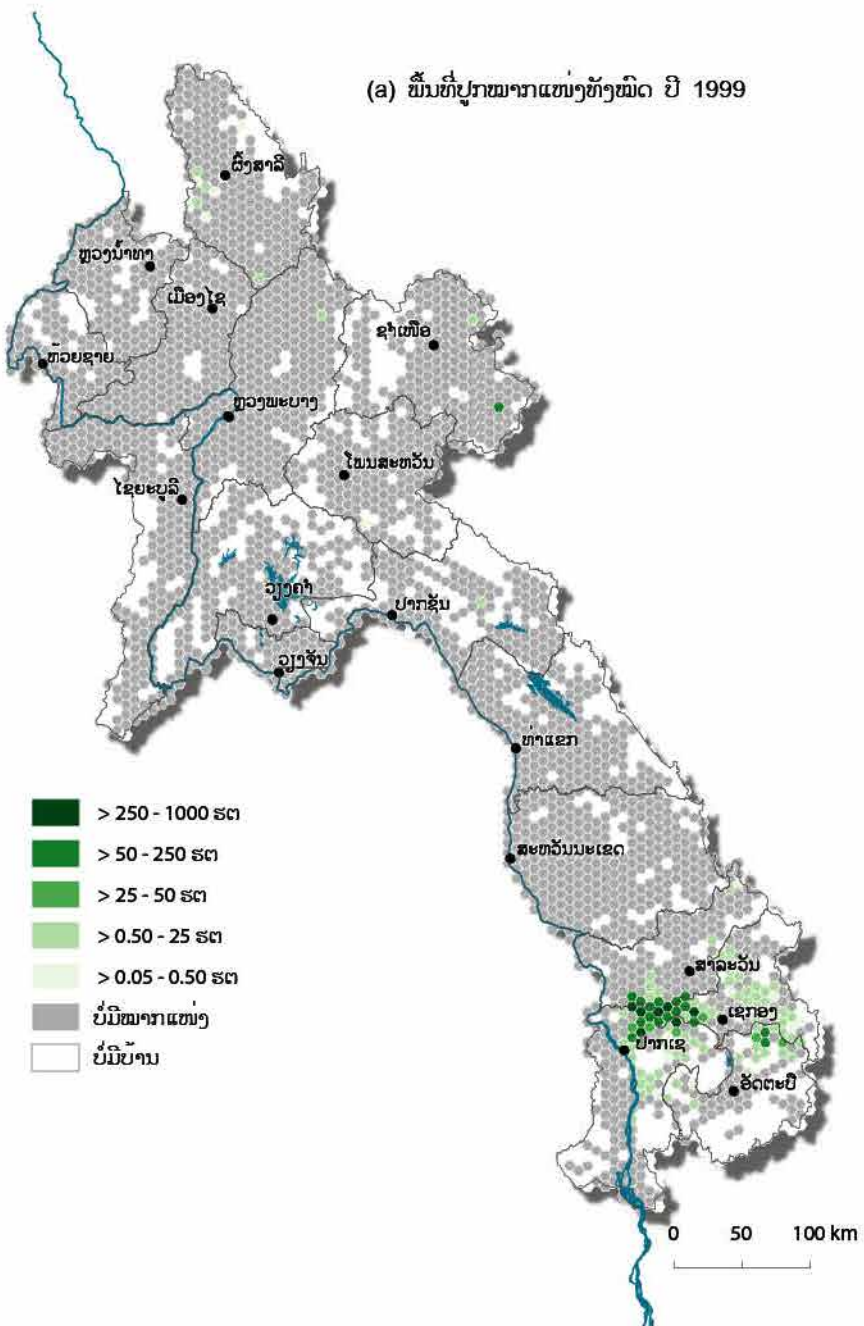 (a) ພື້ນທີ່ປູກໝາກແໜ່ງທັງໝົດ ປີ 1999
ຜົ້ງສາລີ
ຫຼວງນ້ຳທາ
ເມືອງໄຊ
ຊຳເໜືອ
ຫ້ວຍຊາຍ
ຫຼວງພະບາງ
ໂພນສະຫວັນ
ໄຊຍະບູລີ
ວຽງຄຳ
ປາກຊັນ
ວຽງຈັນ
ທ່າແຂກ
ສະຫວັນນະເຂດ
ສາລະວັນ
ເຊກອງ
ປາກເຊ
ອັດຕະປື
> 250 - 1000 ຮຕ
> 50 - 250 ຮຕ
> 25 - 50 ຮຕ
> 0.50 - 25 ຮຕ
> 0.05 - 0.50 ຮຕ
ບໍ່ມີໝາກແໜ່ງ
ບໍ່ມີບ້ານ
0 50 100 km